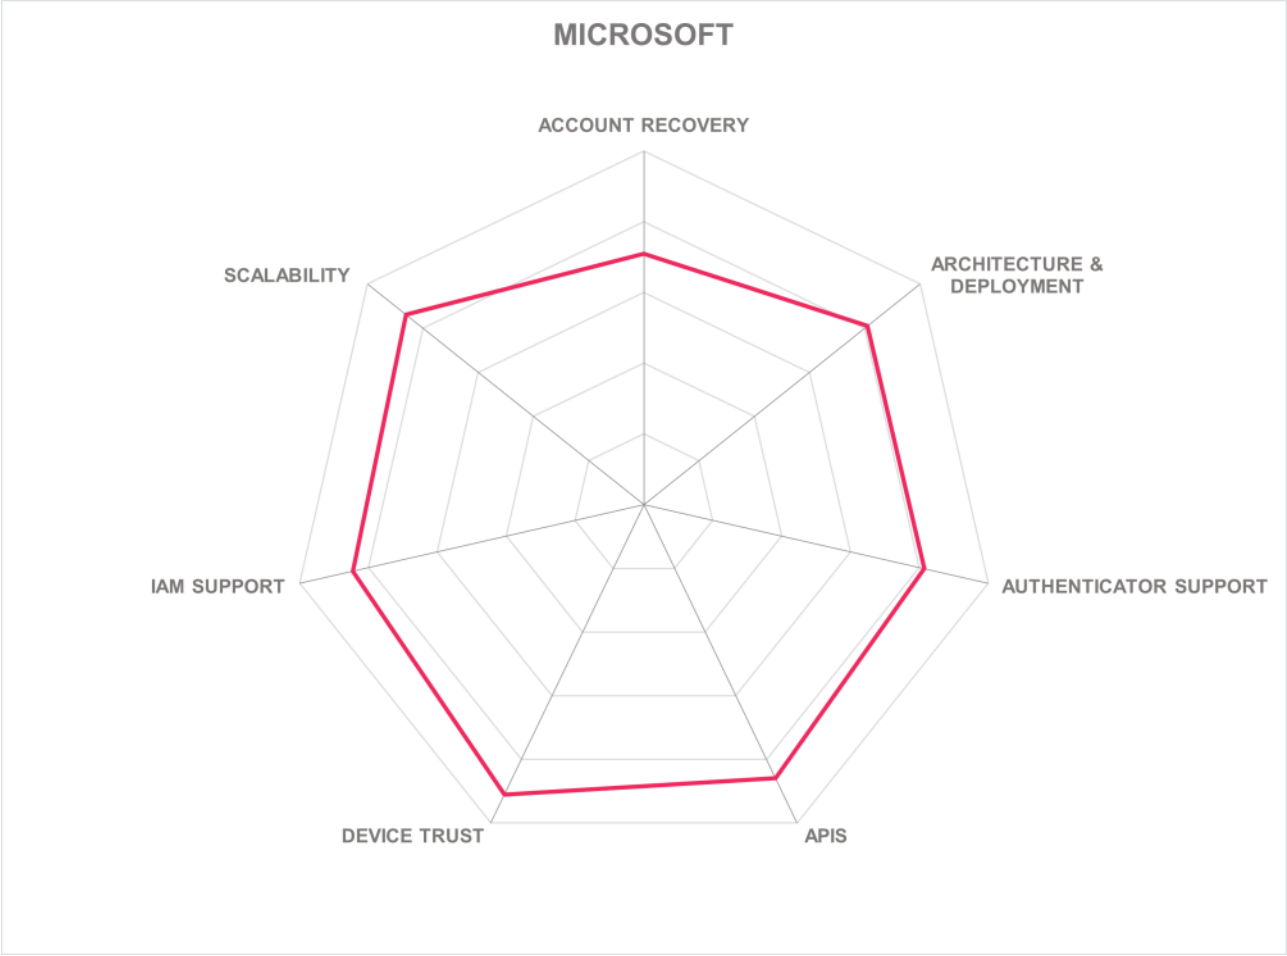 MICROSOFT
ACCOUNT RECOVERY
ARCHITECTURE &
DEPLOYMENT
SCALABILITY
IAM SUPPORT
AUTHENTICATOR SUPPORT
DEVICE TRUST
APIS